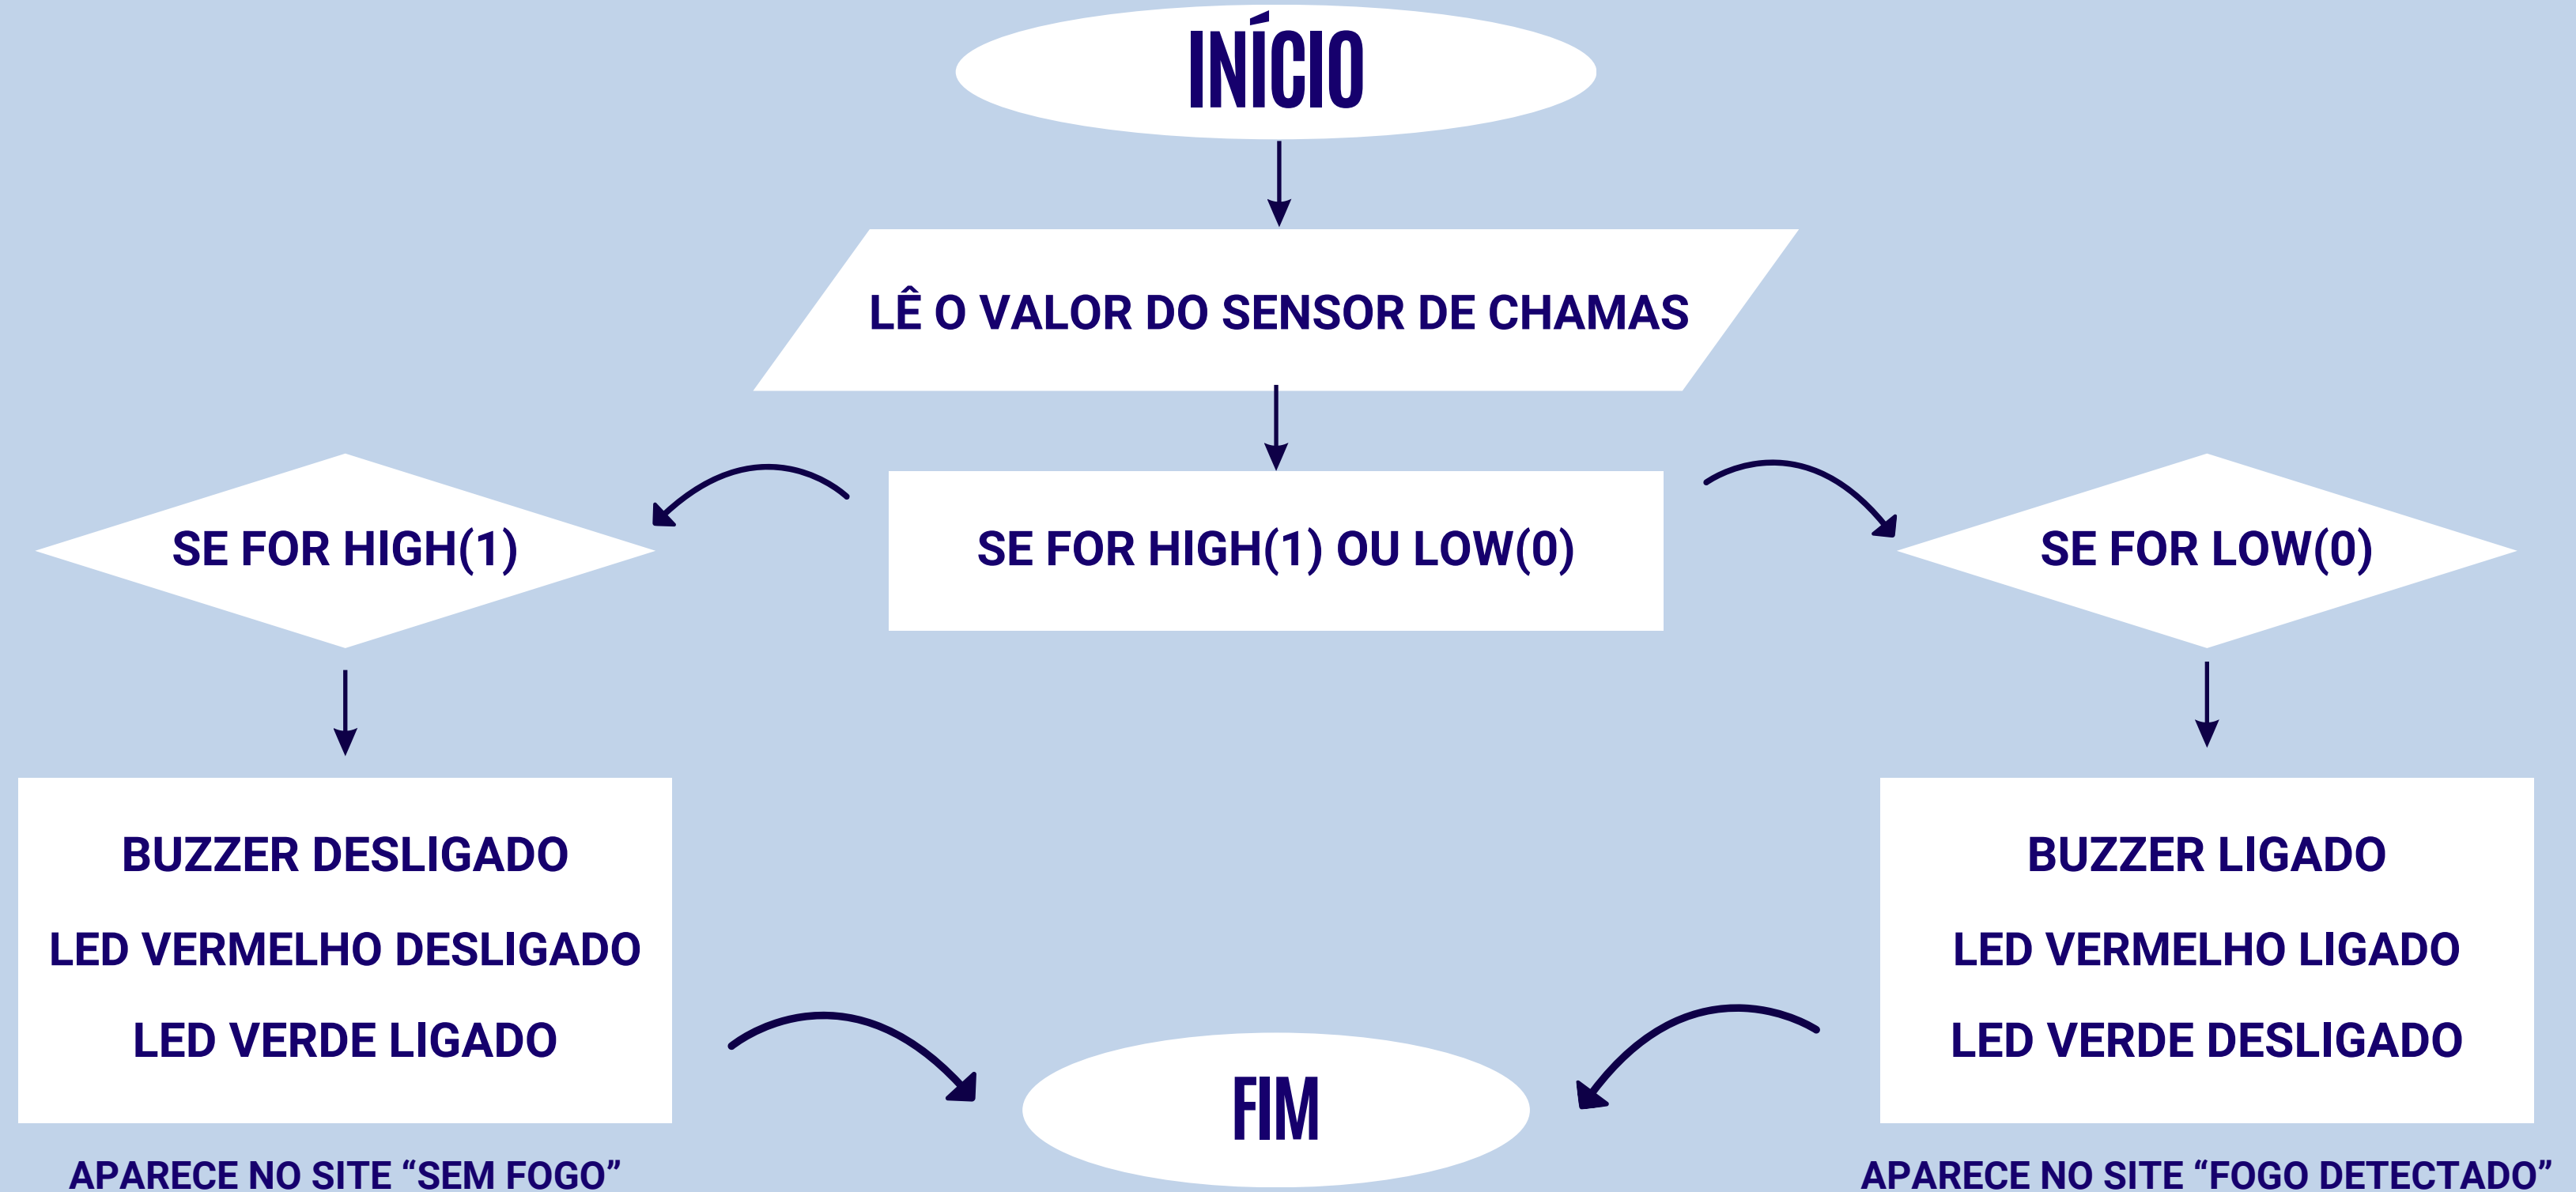 INÍCIO
LÊ O VALOR DO SENSOR DE CHAMAS
SE FOR HIGH(1)
SE FOR HIGH(1) OU LOW(0)
SE FOR LOW(0)
BUZZER DESLIGADO
LED VERMELHO DESLIGADO
LED VERDE LIGADO
APARECE NO SITE “SEM FOGO”
BUZZER LIGADO
LED VERMELHO LIGADO
LED VERDE DESLIGADO
APARECE NO SITE “FOGO DETECTADO”
FIM